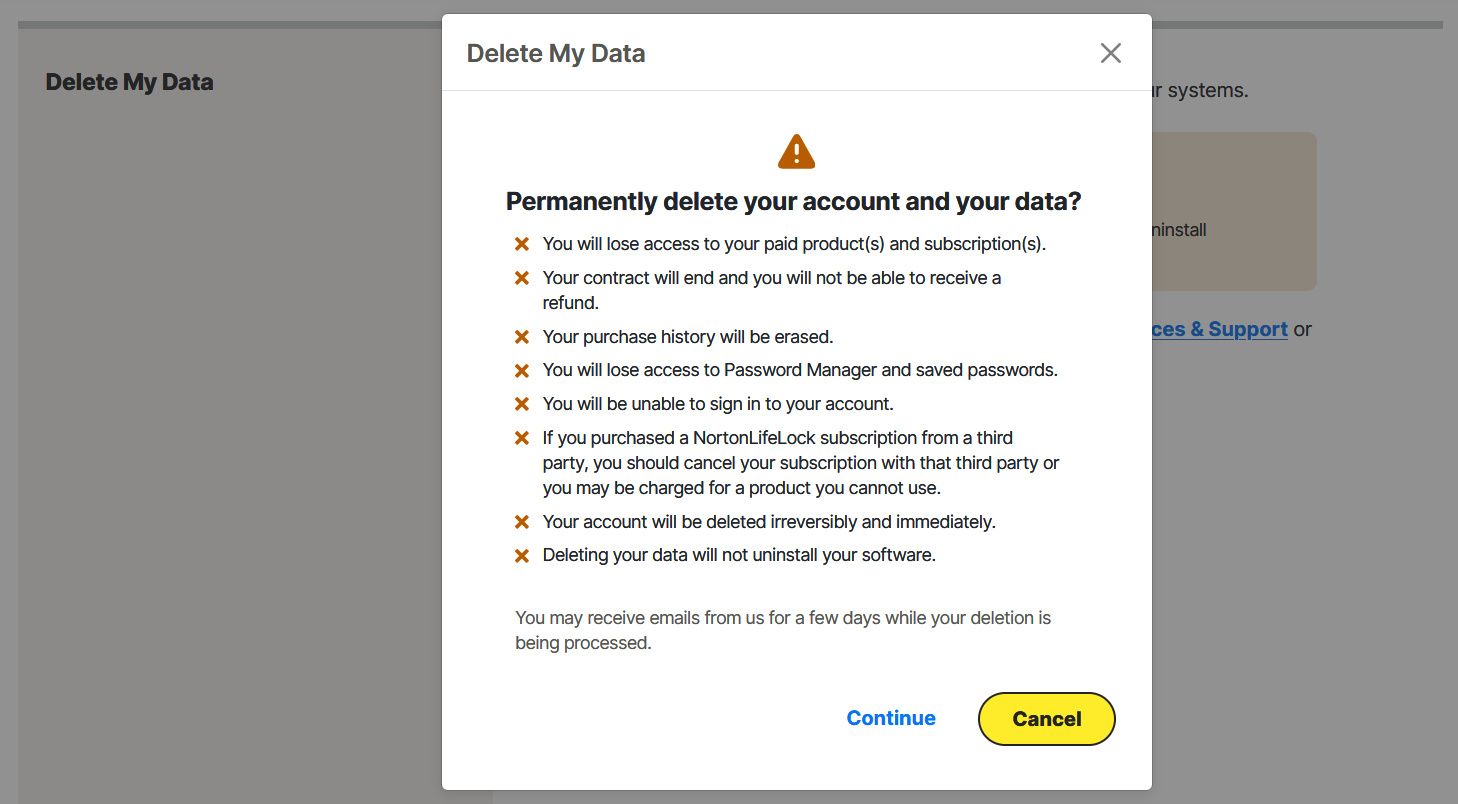 Delete My Data
Delete My Data
systems.
Permanently delete your account and your data?
You will lose access to your paid product(s) and subscription(s).
Your contract will end and you will not be able to receive a
refund.
Your purchase history will be erased.
You will lose access to Password Manager and saved passwords.
You will be unable to sign in to your account.
If you purchased a NortonLifeLock subscription from a third
party, you should cancel your subscription with that third party or
you may be charged for a product you cannot use.
Your account will be deleted irreversibly and immediately.
Deleting your data will not uninstall your software.
& Support or
You may receive emails from us for a few days while your deletion is
being processed.
Continue
Cancel